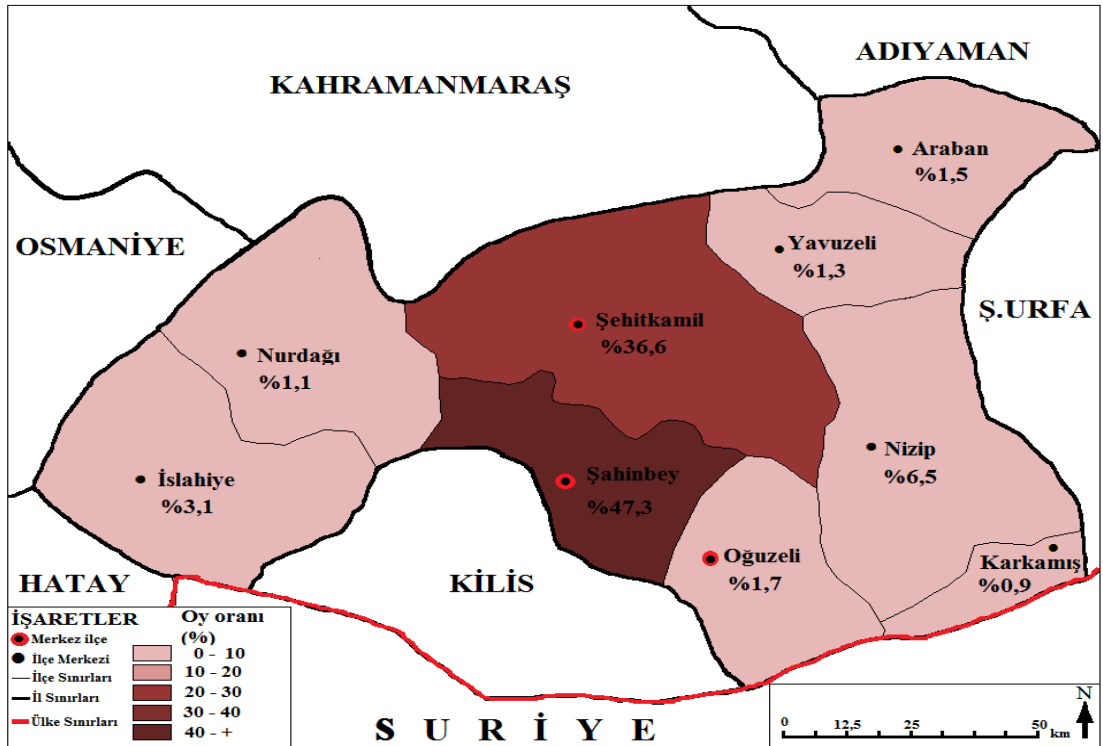 ADIYAMAN
KAHRAMANMARAŞ
Araban
%1,5
OSMANİYE
Yavuzeli
%1,3
Ş.URFA
Şehitkamil
%36,6
Nurdağı
%1,1
Nizip
%6,5
İslahiye
%3,1
Şahinbey
%47,3
Oğuzeli
%1,7
Karkamış
%0,9
HATAY
KİLİS
İŞARETLER
Merkez ilçe
İlçe Merkezi
İlçe Sınırları
İl Sınırları
Ülke Sınırları
Oy oranı
(%)
0 - 10
10 - 20
20 - 30
30 - 40
40 - +
SURİYE
N
0 12,5 25 50 km